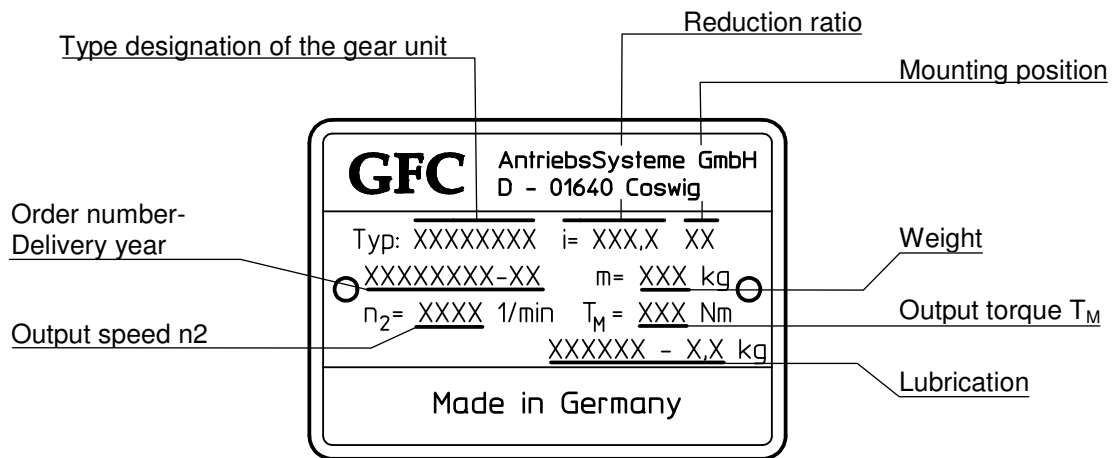 Reduction ratio
Type designation of the gear unit
Mounting position
GFC AntriebsSysteme GmbH
D - 01640 Coswig
Order number-
Delivery year
Typ: XXXXXXXX i= XXX,X XX
Weight
XXXXXXXX-XX m= XXX kg
n2= XXXX 1/min TM = XXX Nm
Output torque TM
Output speed n2
XXXXXX - X,X kg
Lubrication
Made in Germany